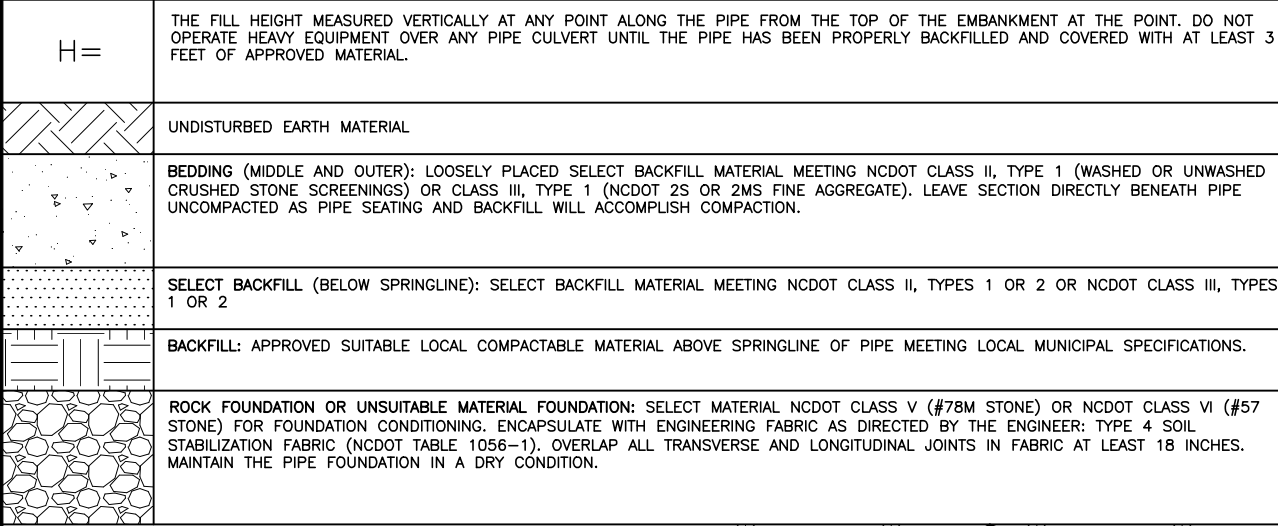 H=
THE FILL HEIGHT MEASURED VERTICALLY AT ANY POINT ALONG THE PIPE FROM THE TOP OF THE EMBANKMENT AT THE POINT. DO NOT
OPERATE HEAVY EQUIPMENT OVER ANY PIPE CULVERT UNTIL THE PIPE HAS BEEN PROPERLY BACKFILLED AND COVERED WITH AT LEAST 3
FEET OF APPROVED MATERIAL.
UNDISTURBED EARTH MATERIAL
BEDDING (MIDDLE AND OUTER): LOOSELY PLACED SELECT BACKFILL MATERIAL MEETING NCDOT CLASS II, TYPE 1 (WASHED OR UNWASHED
CRUSHED STONE SCREENINGS) OR CLASS III, TYPE 1 (NCDOT 2S OR 2MS FINE AGGREGATE). LEAVE SECTION DIRECTLY BENEATH PIPE
UNCOMPACTED AS PIPE SEATING AND BACKFILL WILL ACCOMPLISH COMPACTION.
SELECT BACKFILL (BELOW SPRINGLINE): SELECT BACKFILL MATERIAL MEETING NCDOT CLASS II, TYPES 1 OR 2 OR NCDOT CLASS III, TYPES
1 OR 2
BACKFILL: APPROVED SUITABLE LOCAL COMPACTABLE MATERIAL ABOVE SPRINGLINE OF PIPE MEETING LOCAL MUNICIPAL SPECIFICATIONS.
ROCK FOUNDATION OR UNSUITABLE MATERIAL FOUNDATION: SELECT MATERIAL NCDOT CLASS V (#78M STONE) OR NCDOT CLASS VI (#57
STONE) FOR FOUNDATION CONDITIONING. ENCAPSULATE WITH ENGINEERING FABRIC AS DIRECTED BY THE ENGINEER: TYPE 4 SOIL
STABILIZATION FABRIC (NCDOT TABLE 1056-1). OVERLAP ALL TRANSVERSE AND LONGITUDINAL JOINTS IN FABRIC AT LEAST 18 INCHES.
MAINTAIN THE PIPE FOUNDATION IN A DRY CONDITION.